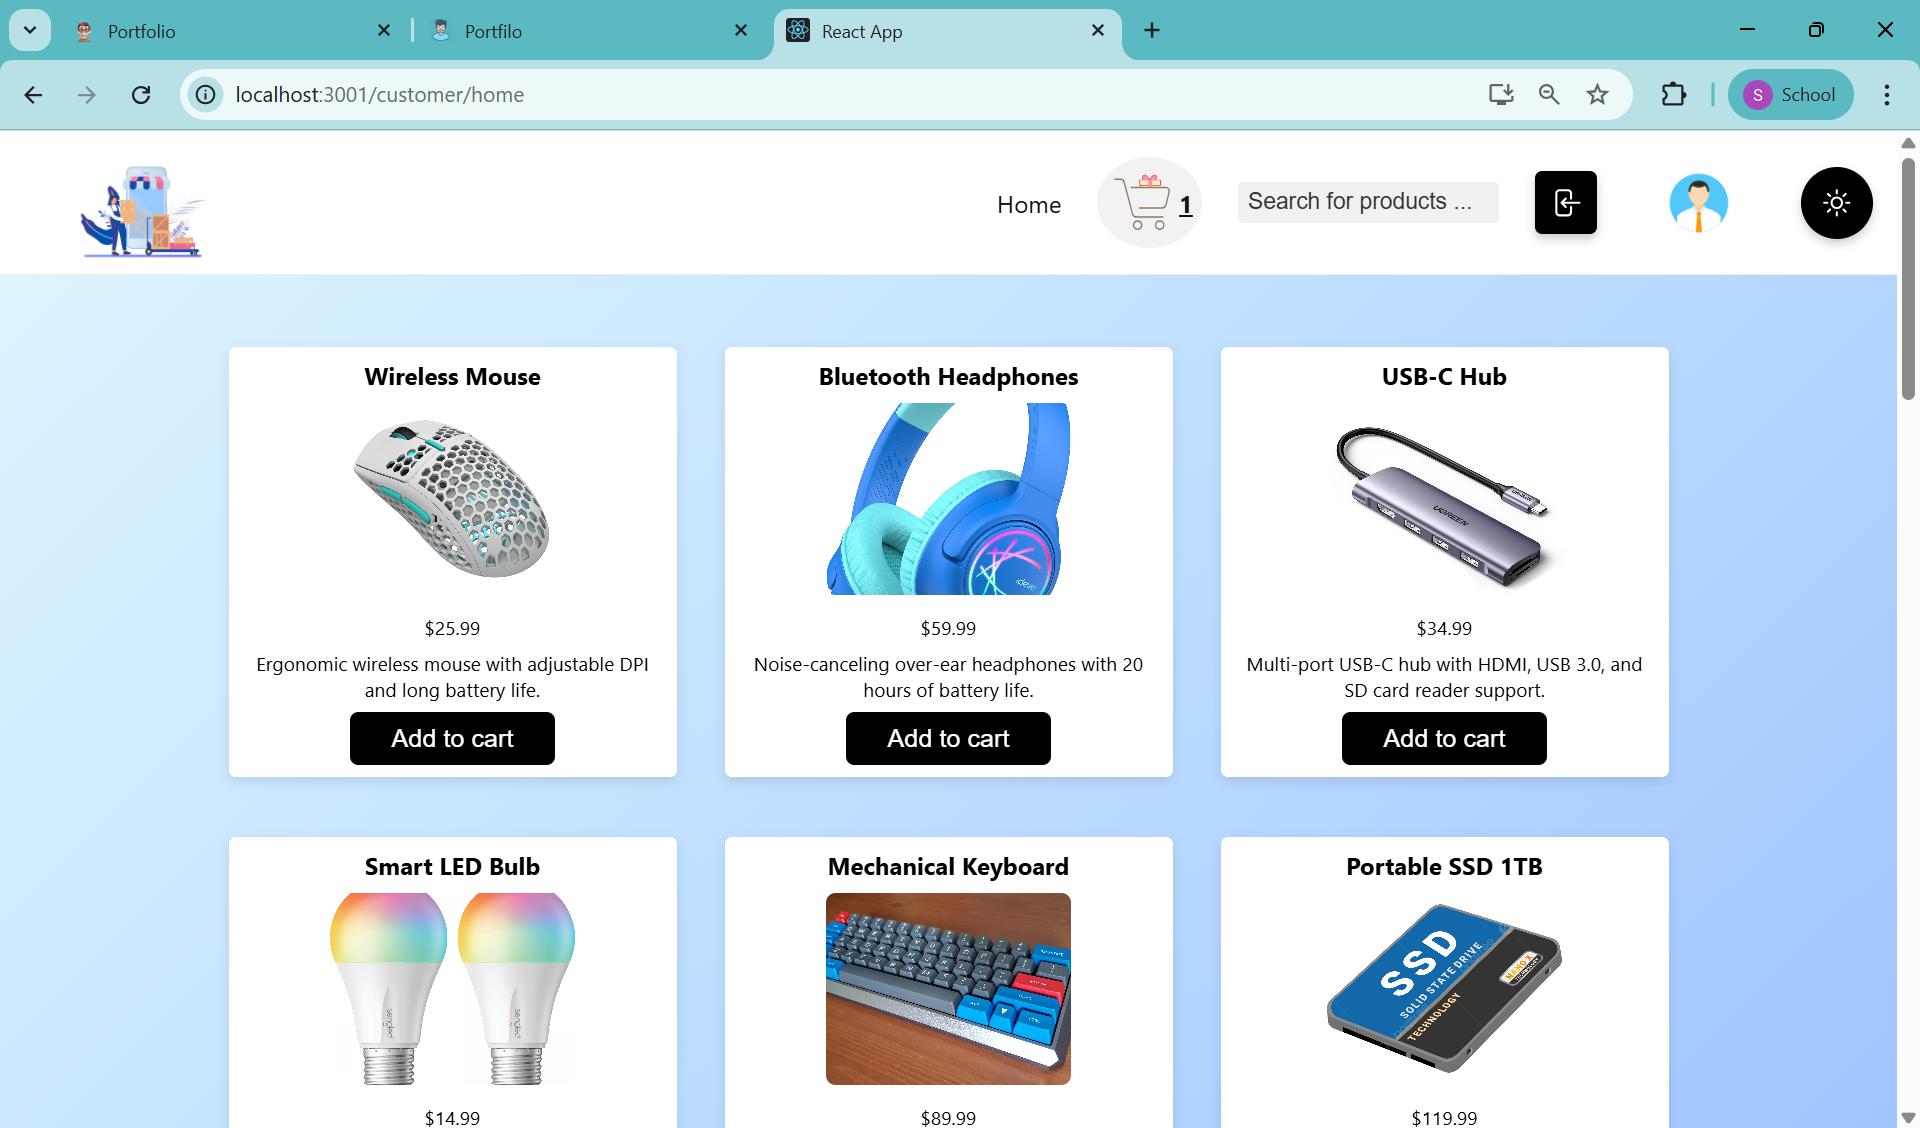 Portfolio
Portfilo
React App
localhost:3001/customer/home
S
School
Home
1
Search for products ...
Wireless Mouse
Bluetooth Headphones
USB-C Hub
UGREEN
$25.99
$59.99
$34.99
Ergonomic wireless mouse with adjustable DPI
and long battery life.
Noise-canceling over-ear headphones with 20
hours of battery life.
Multi-port USB-C hub with HDMI, USB 3.0, and
SD card reader support.
Add to cart
Add to cart
Add to cart
Smart LED Bulb
Mechanical Keyboard
Portable SSD 1TB
sengled
sengled
SSD
SOLID STATE DRIVE
TECHNOLOGY
$14.99
$89.99
$119.99